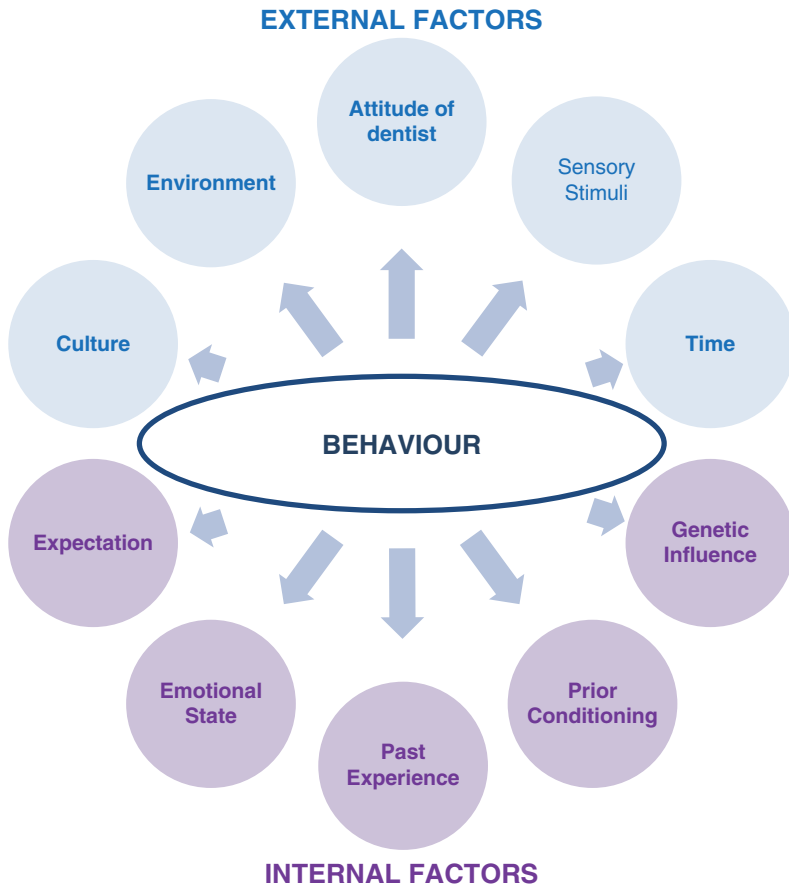 EXTERNAL FACTORS
Attitude of
dentist
Environment
Sensory
Stimuli
Culture
Time
BEHAVIOUR
Expectation
Genetic
Influence
Emotional
State
Prior
Conditioning
Past
Experience
INTERNAL FACTORS